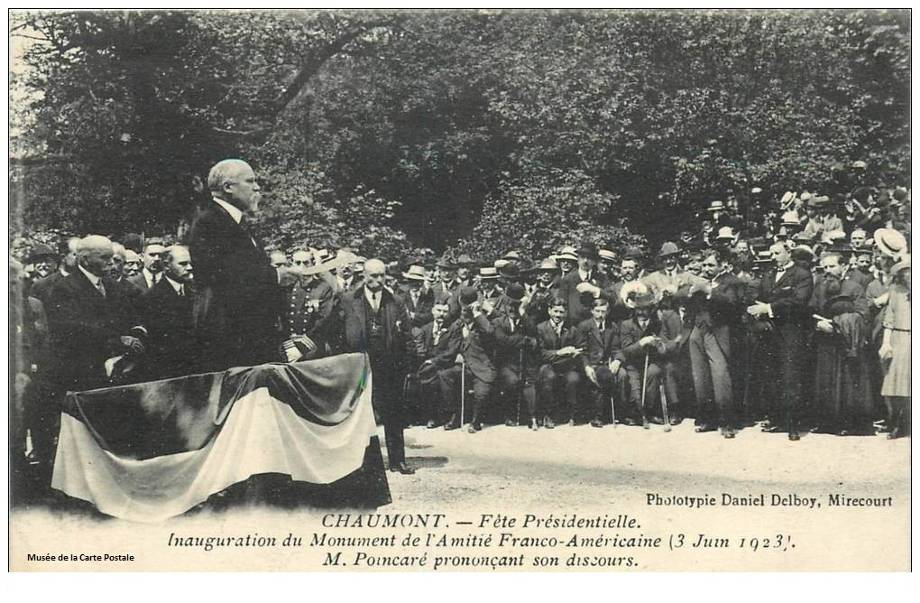 Phototypie Daniel Delboy, Mirecourt
CHAUMONT. — Fête Présidentielle.
Inauguration du Monument de l'Amitié Franco-Américaine (3 Juin 1923).
M. Poincaré prononçant son discours.
Musée de la Carte Postale